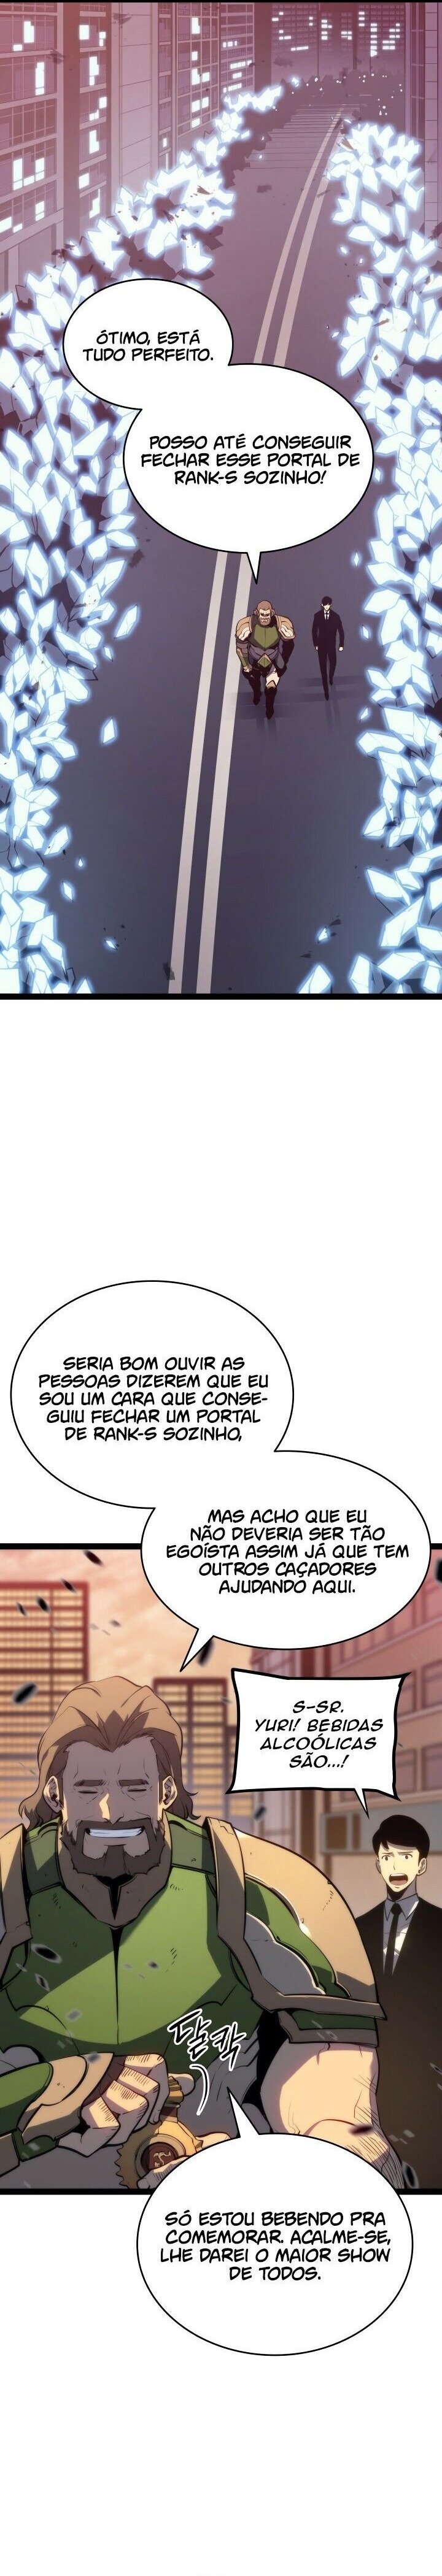 ÓTIMO, ESTÁ
TUDO PERFEITO.
POSSO ATÉ CONSEGUIR
FECHAR ESSE PORTAL DE
RANK-S SOZINHO!
SERIA BOM OUVIR AS
PESSOAS DIZEREM QUE EU
SOU UM CARA QUE CONSE-
GUIU FECHAR UM PORTAL
DE RANK-S SOZINHO,
MAS ACHO QUE EU
NÃO DEVERIA SER TÃO
EGOÍSTA ASSIM JÁ QUE TEM
OUTROS CAÇADORES
AJUDANDO AQUI.
S-SR.
YURI! BEBIDAS
ALCOÓLICAS
SÃO...!
달칵
SÓ ESTOU BEBENDO PRA
COMEMORAR. ACALME-SE,
LHE DAREI O MAIOR SHOW
DE TODOS.